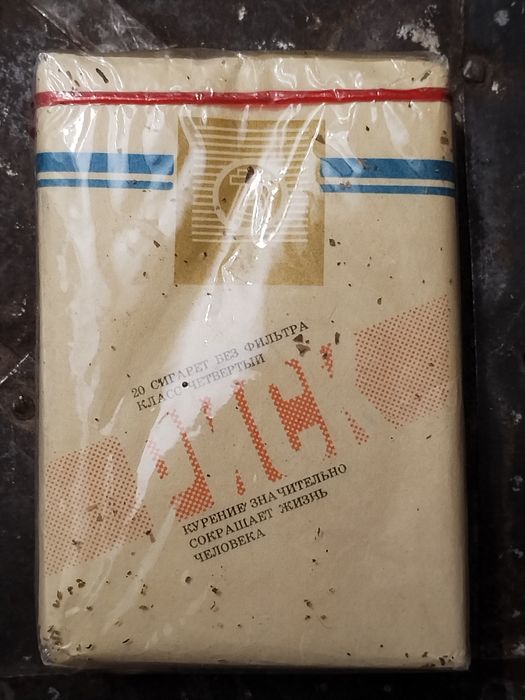 20 СИГАРЕТ БЕЗ ФИЛЬТРА
КЛАСС ЧЕТВЕРТЫЙ
КУРЕНИЕ ЗНАЧИТЕЛЬНО
СОКРАЩАЕТ ЖИЗНЬ
ЧЕЛОВЕКА